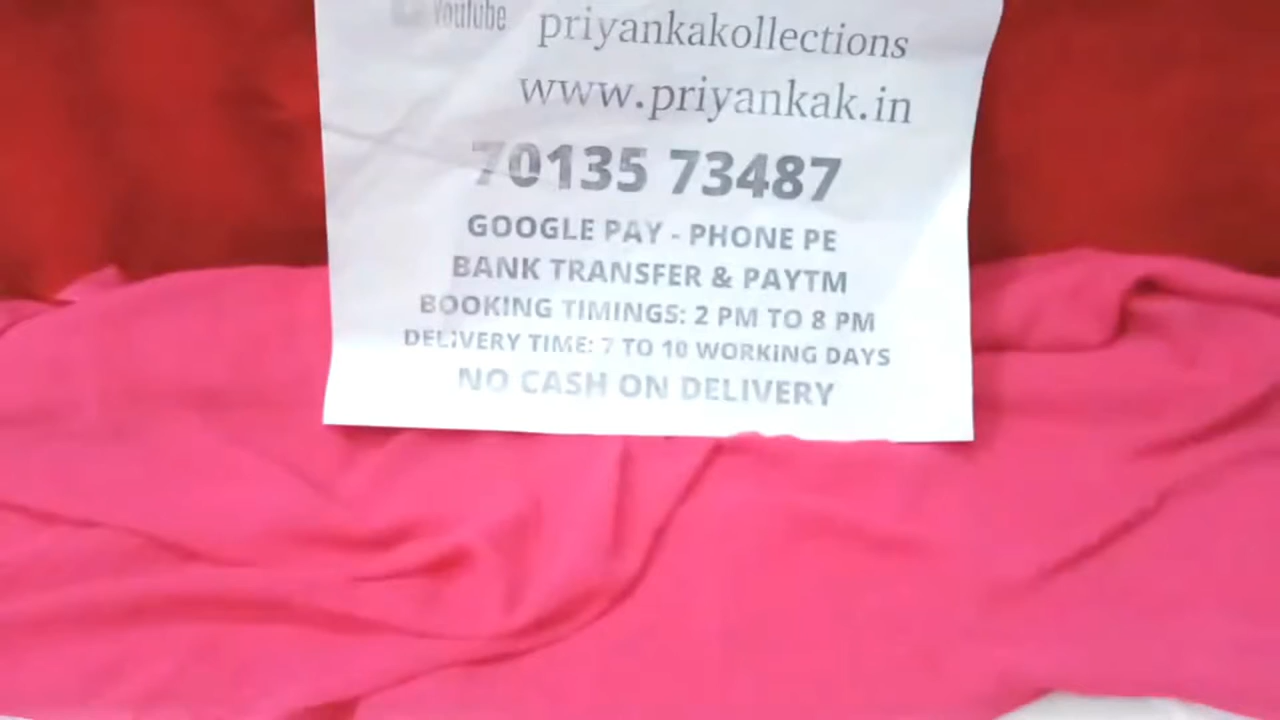 YouTube priyankakollections
www.priyankak.in
70135 73487
GOOGLE PAY - PHONE PE
BANK TRANSFER & PAYTM
BOOKING TIMINGS: 2 PM TO 8 PM
DELIVERY TIME: 7 TO 10 WORKING DAYS
NO CASH ON DELIVERY